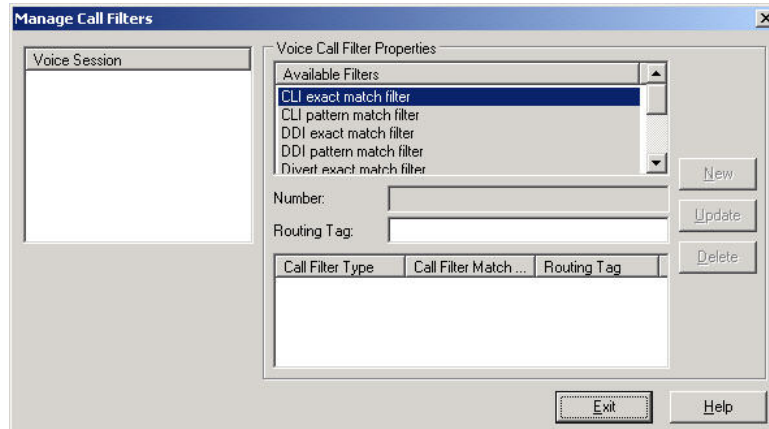 Manage Call Filters
Voice Session
Voice Call Filter Properties
Available Filters
CLI exact match filter
CLI pattern match filter
DDI exact match filter
DDI pattern match filter
Divert exact match filter
Number:
Routing Tag:
New
Update
Delete
Call Filter Type Call Filter Match ... Routing Tag
Exit Help